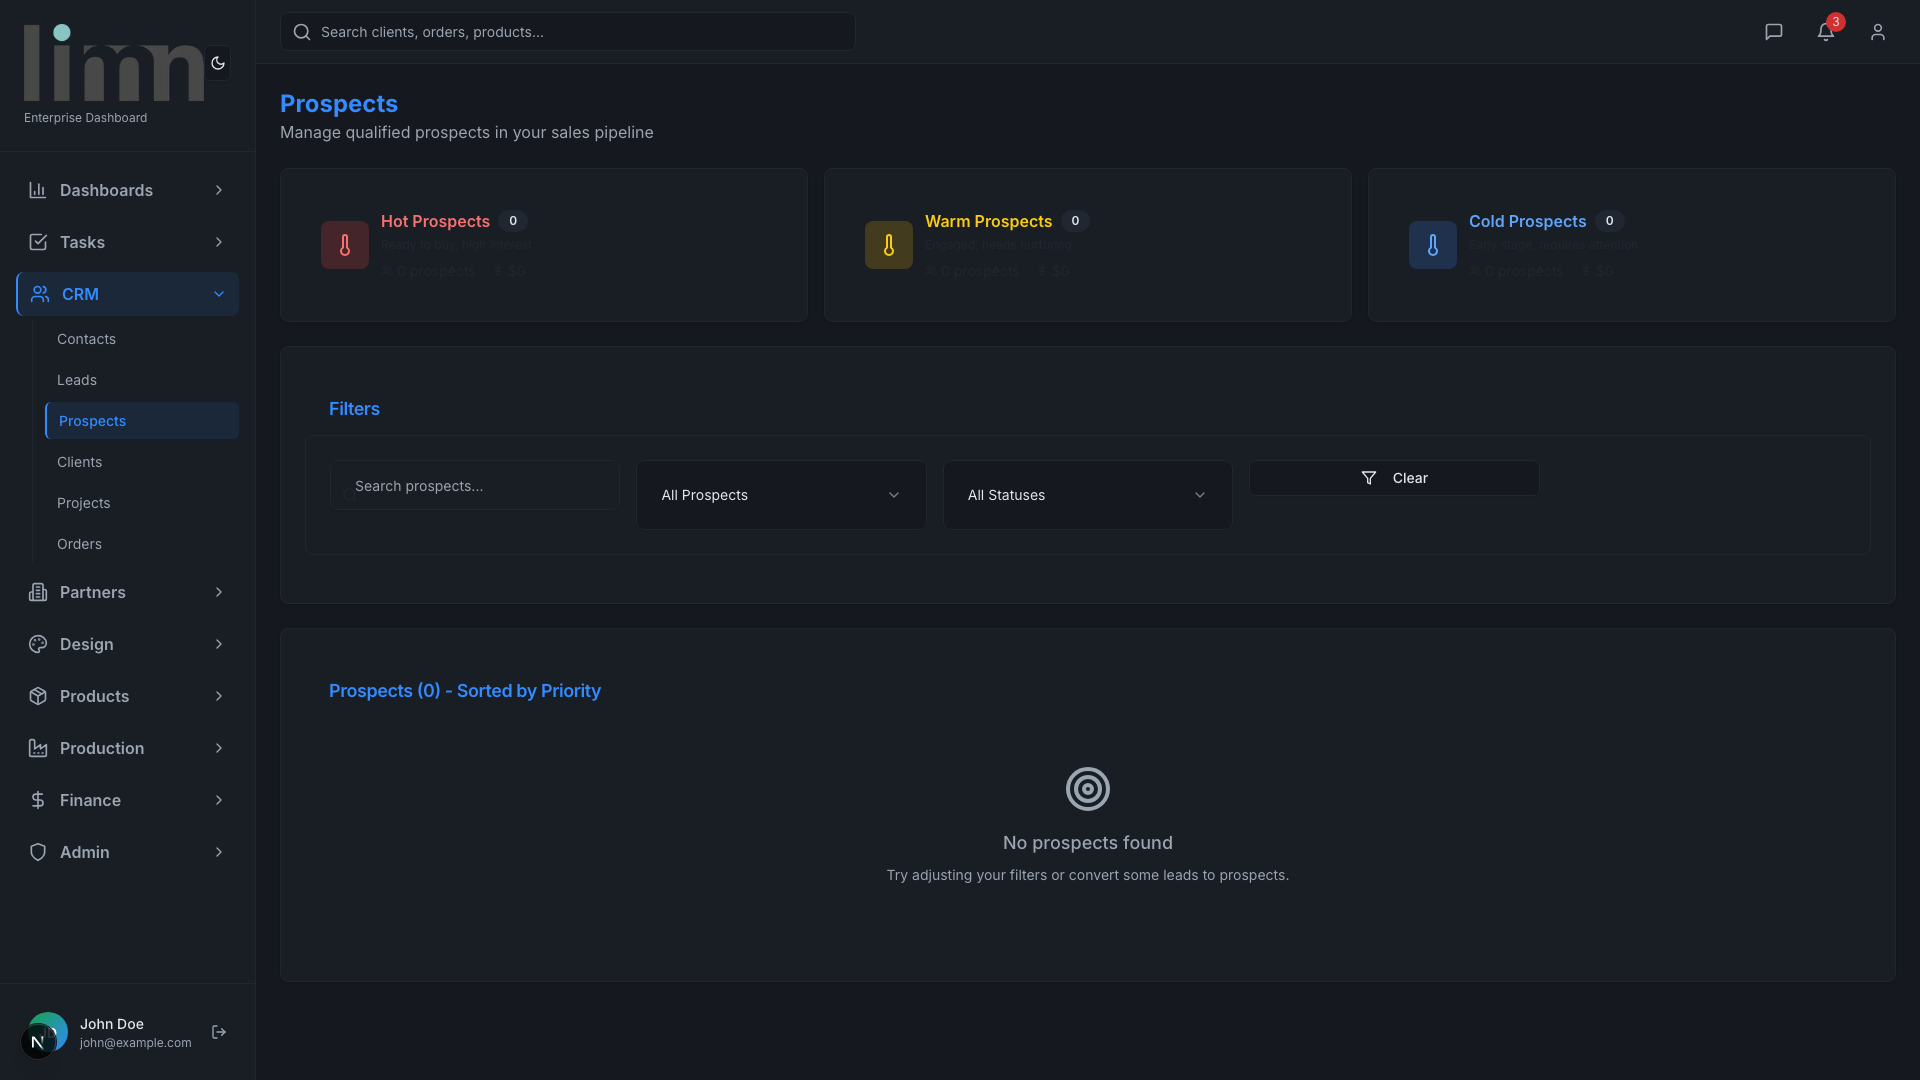 limn
Enterprise Dashboard
Search clients, orders, products...
3
Dashboards
Tasks
CRM
Contacts
Leads
Prospects
Clients
Projects
Orders
Partners
Design
Products
Production
Finance
Admin
John Doe
john@example.com
N
Prospects
Manage qualified prospects in your sales pipeline
Hot Prospects 0
Ready to buy, high interest
0 prospects $0
Warm Prospects 0
Engaged, needs nurturing
0 prospects $0
Cold Prospects 0
Early stage, requires attention
0 prospects $0
Filters
Search prospects...
All Prospects
All Statuses
Clear
Prospects (0) - Sorted by Priority
No prospects found
Try adjusting your filters or convert some leads to prospects.